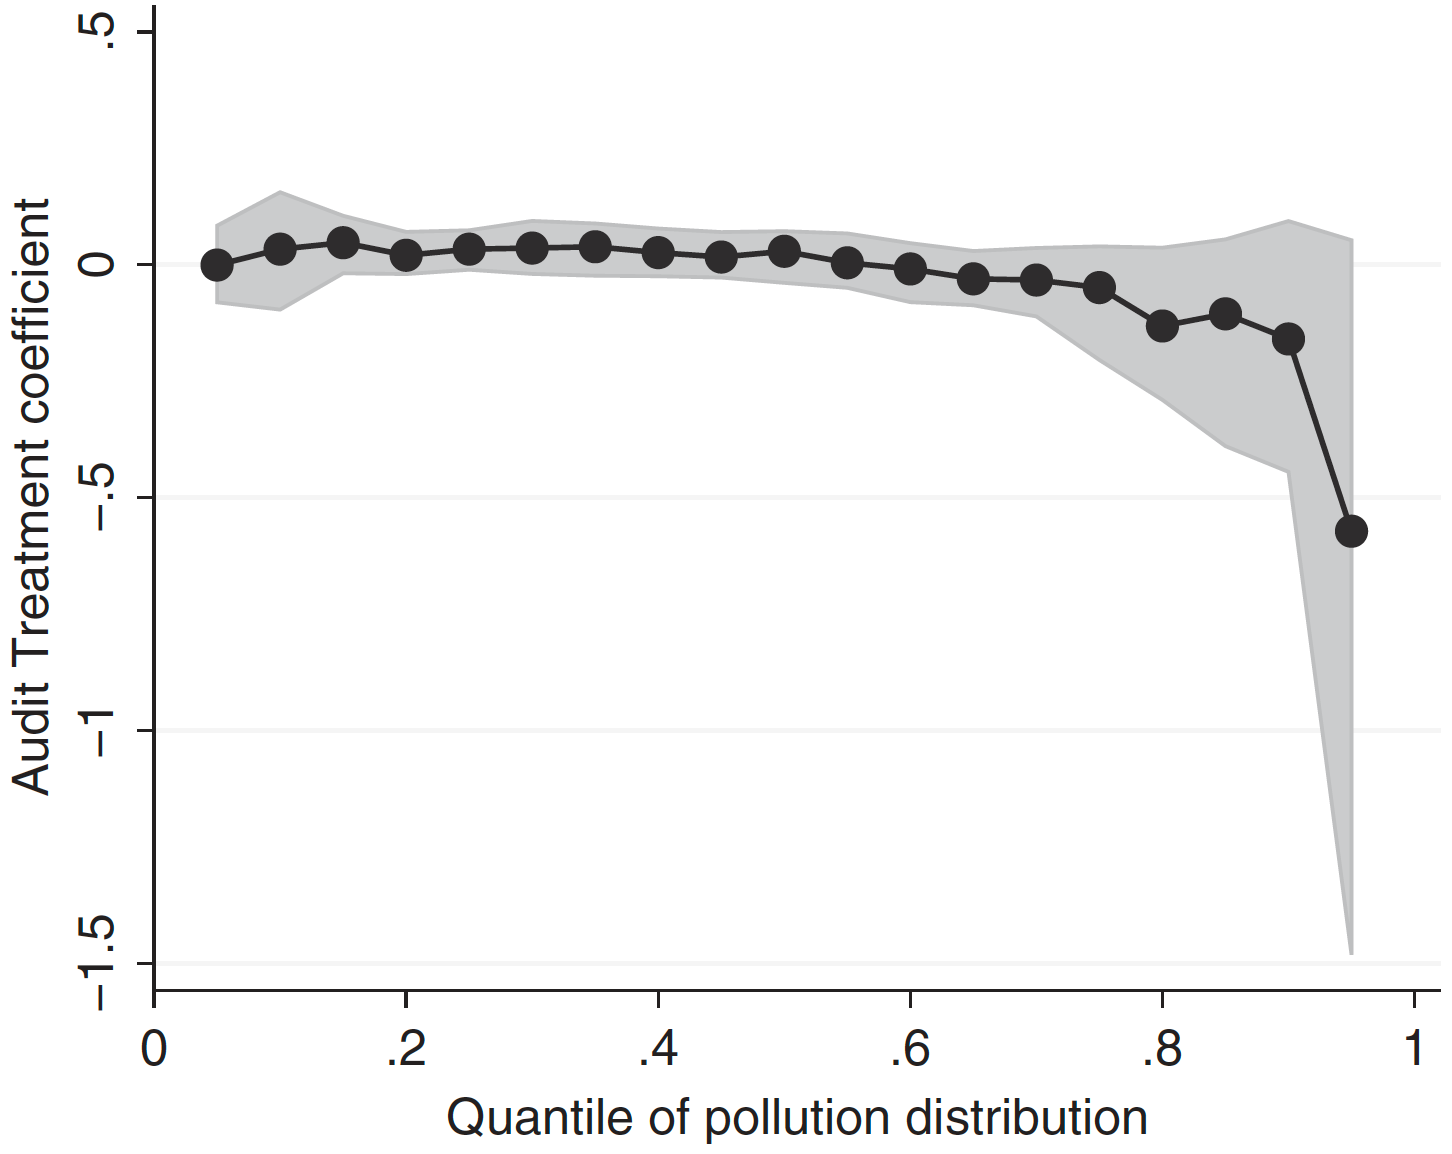 Audit Treatment coefficient
.5
0
−.5
−1
−1.5
0 .2 .4 .6 .8 1
Quantile of pollution distribution